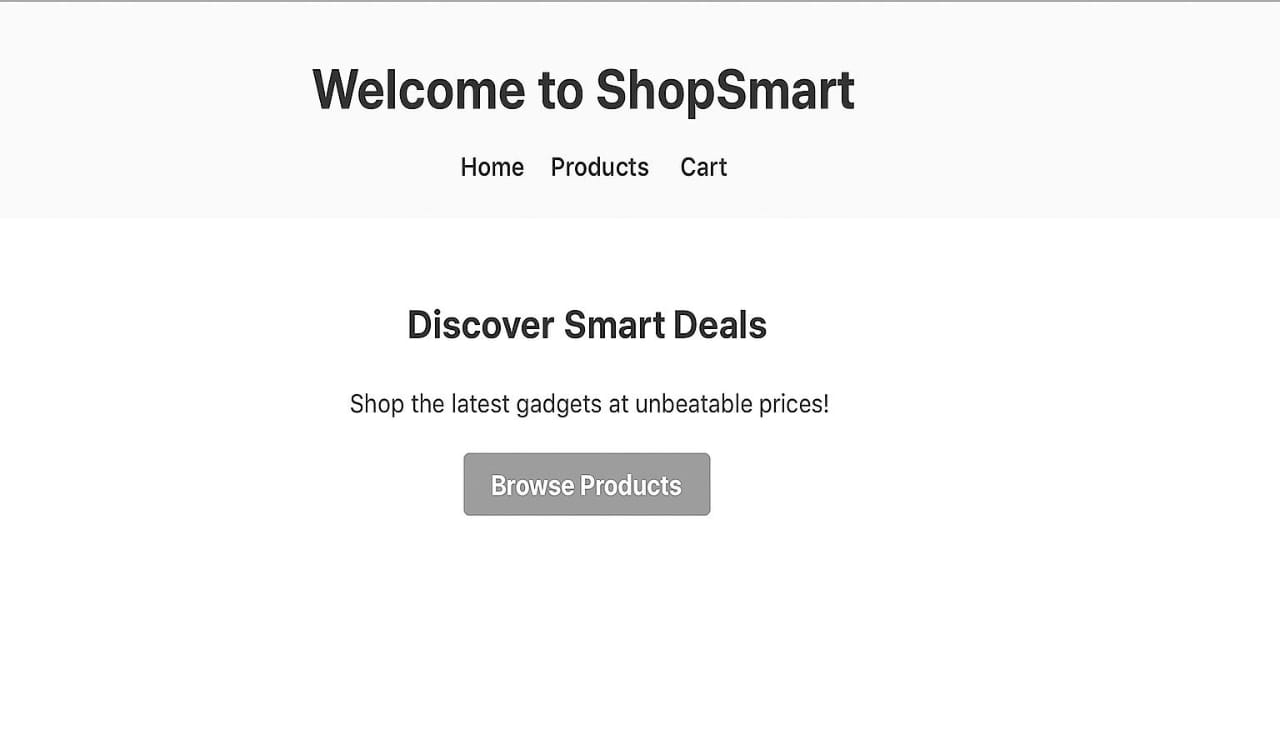 Welcome to ShopSmart
Home Products Cart
Discover Smart Deals
Shop the latest gadgets at unbeatable prices!
Browse Products